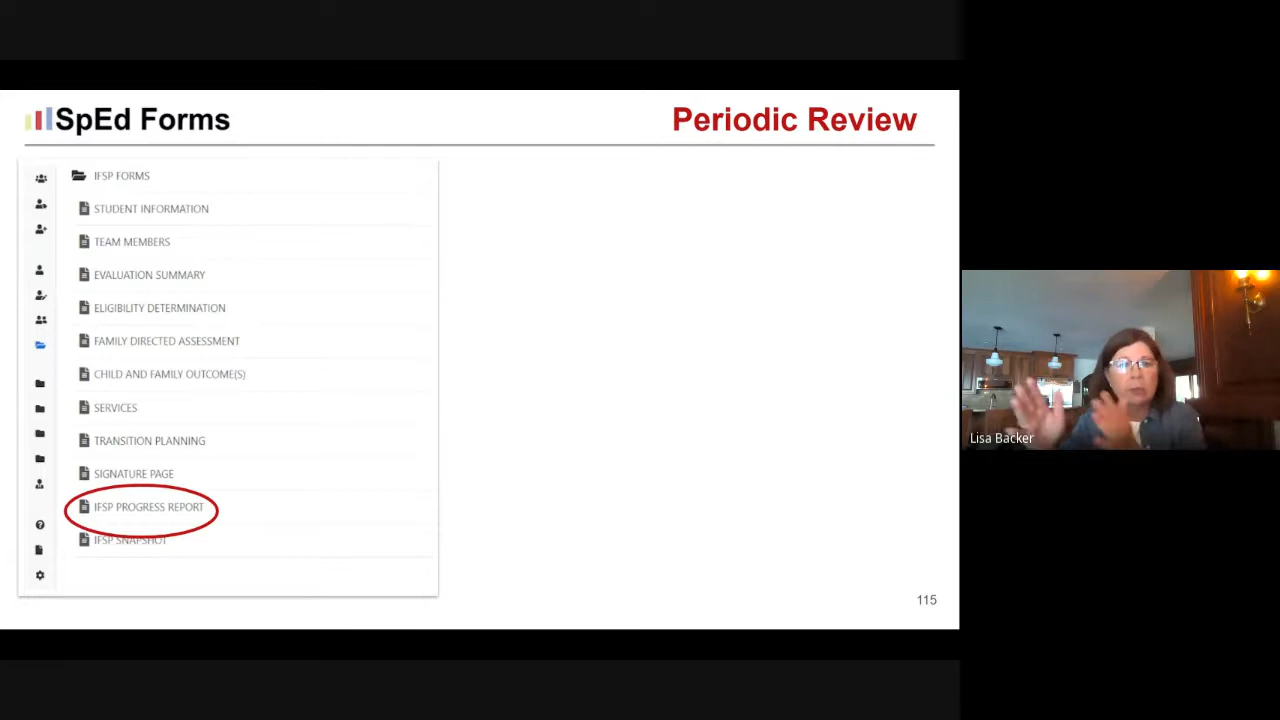 SpEd Forms
Periodic Review
IFSP FORMS
STUDENT INFORMATION
TEAM MEMBERS
EVALUATION SUMMARY
ELIGIBILITY DETERMINATION
FAMILY DIRECTED ASSESSMENT
CHILD AND FAMILY OUTCOME(S)
SERVICES
TRANSITION PLANNING
SIGNATURE PAGE
IFSP PROGRESS REPORT
IFSP SNAPSHOT
115
Lisa Backer